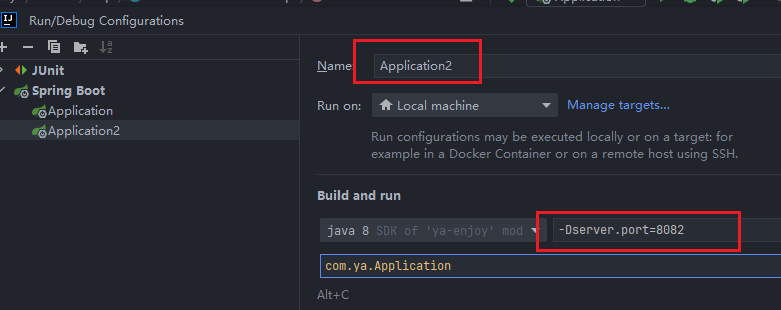 Run/Debug Configurations
JUnit
Spring Boot
Application
Application2
Name
Application2
Run on:
Local machine
Manage targets...
Run configurations may be executed locally or on a target: for
example in a Docker Container or on a remote host using SSH.
Build and run
java 8 SDK of 'ya-enjoy' mod
-Dserver.port=8082
com.ya.Application
Alt+C